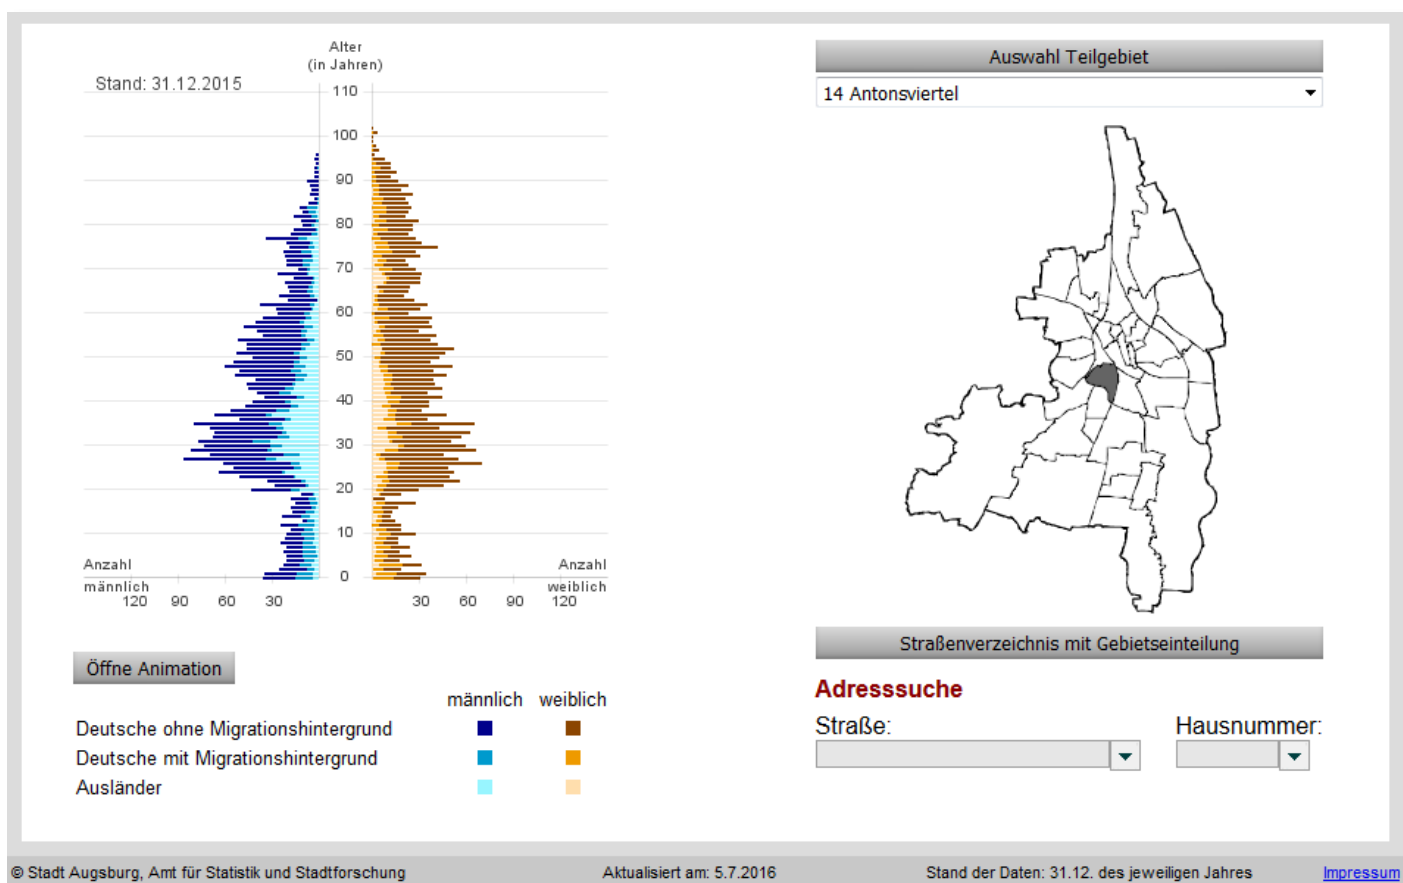 Alter
(in Jahren)
Stand: 31.12.2015
110
100
90
80
70
60
50
40
30
20
10
0
Anzahl
männlich
120 90 60 30
Anzahl
weiblich
30 60 90 120
Öffne Animation
männlich weiblich
Deutsche ohne Migrationshintergrund
Deutsche mit Migrationshintergrund
Ausländer
Auswahl Teilgebiet
14 Antonsviertel
Straßenverzeichnis mit Gebietseinteilung
Adresssuche
Straße: Hausnummer:
© Stadt Augsburg, Amt für Statistik und Stadtforschung Aktualisiert am: 5.7.2016 Stand der Daten: 31.12. des jeweiligen Jahres Impressum